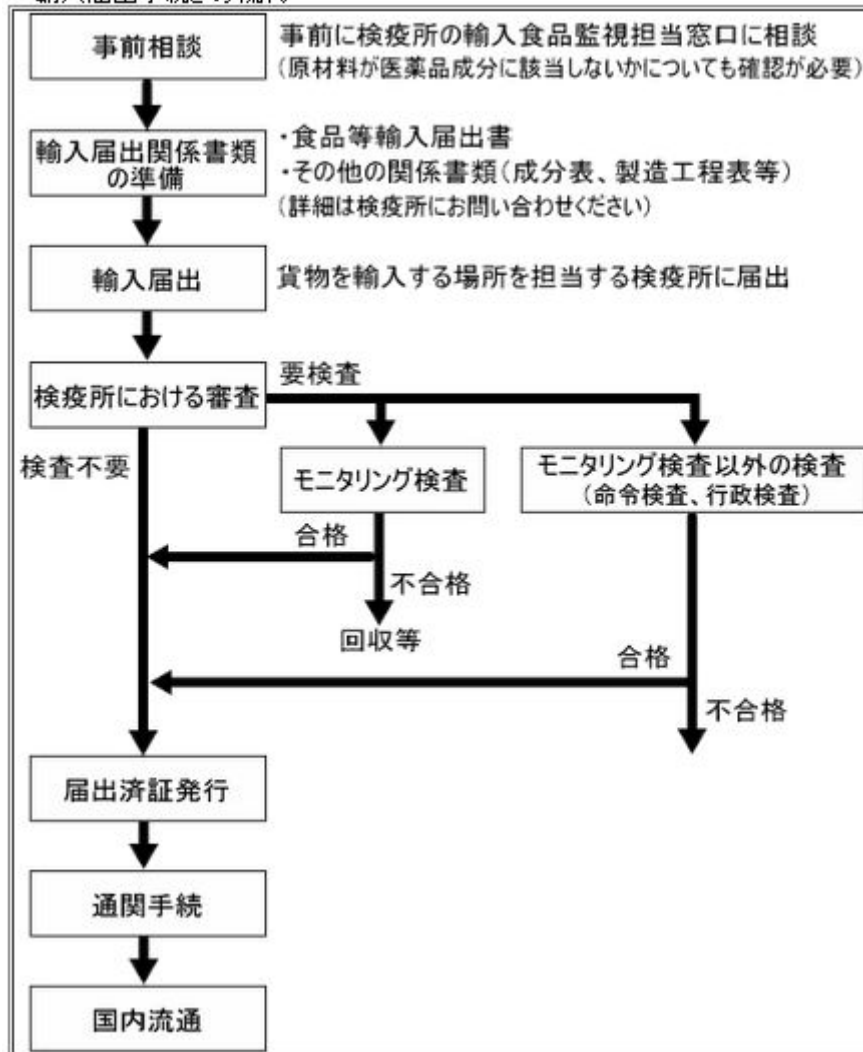 事前相談
事前に検疫所の輸入食品監視担当窓口に相談
(原材料が医薬品成分に該当しないかについても確認が必要)
輸入届出関係書類
の準備
・食品等輸入届出書
・その他の関係書類(成分表、製造工程表等)
(詳細は検疫所にお問い合わせください)
輸入届出
貨物を輸入する場所を担当する検疫所に届出
検疫所における審査
要検査
検査不要
モニタリング検査
モニタリング検査以外の検査
(命令検査、行政検査)
合格
不合格
回収等
合格
不合格
届出済証発行
通関手続
国内流通